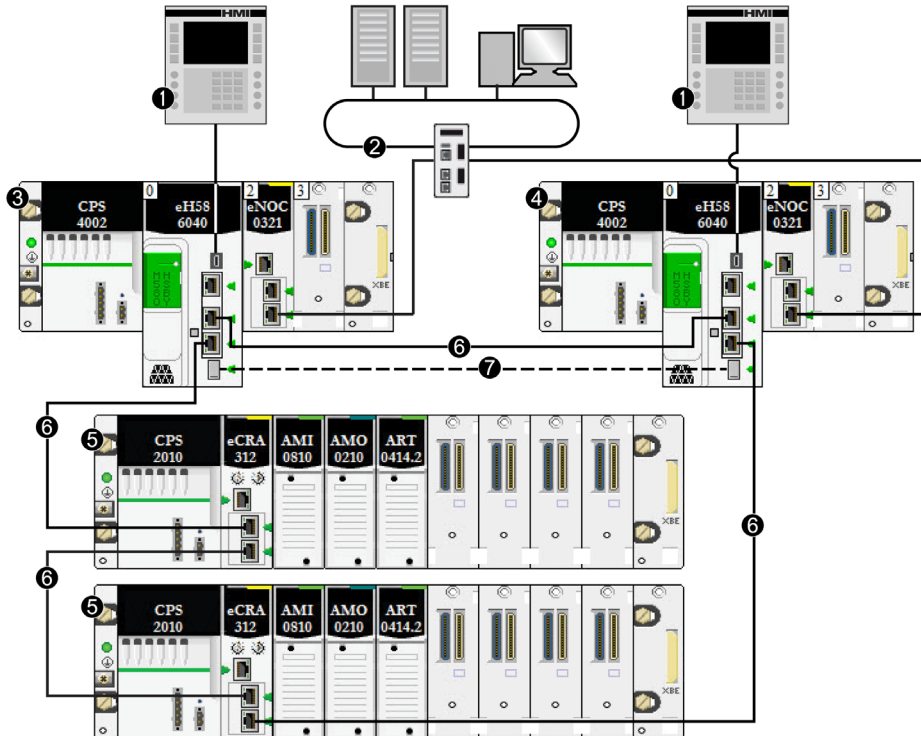 HMI
HMI
1
1
2
3
CPS
4002
0
eH58
6040
2
eNOC
0321
3
XBE
4
CPS
4002
0
eH58
6040
2
eNOC
0321
3
XBE
HSBY
HSBY
6
7
6
5
CPS
2010
eCRA
312
AMI
0810
AMO
0210
ART
0414.2
XBE
6
6
5
CPS
2010
eCRA
312
AMI
0810
AMO
0210
ART
0414.2
XBE